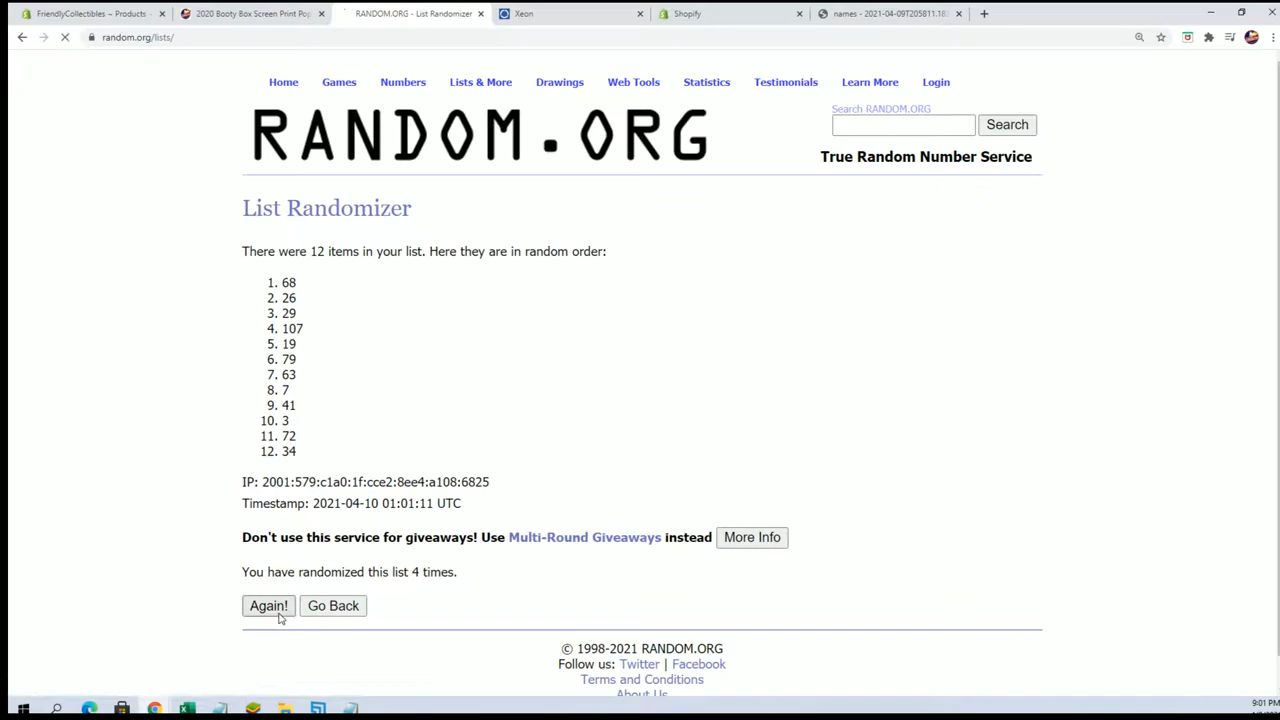 FriendlyCollectibles ~ Products
2020 Booty Box Screen Print Pop
RANDOM.ORG - List Randomizer
Xeon
Shopify
names - 2021-04-09T205811.18
random.org/lists/
Home Games Numbers Lists & More Drawings Web Tools Statistics Testimonials Learn More Login
RANDOM.ORG
Search RANDOM.ORG
Search
True Random Number Service
List Randomizer
There were 12 items in your list. Here they are in random order:
1. 68
2. 26
3. 29
4. 107
5. 19
6. 79
7. 63
8. 7
9. 41
10. 3
11. 72
12. 34
IP: 2001:579:c1a0:1f:cce2:8ee4:a108:6825
Timestamp: 2021-04-10 01:01:11 UTC
Don't use this service for giveaways! Use Multi-Round Giveaways instead More Info
You have randomized this list 4 times.
Again! Go Back
© 1998-2021 RANDOM.ORG
Follow us: Twitter | Facebook
Terms and Conditions
About Us
9:01 PM